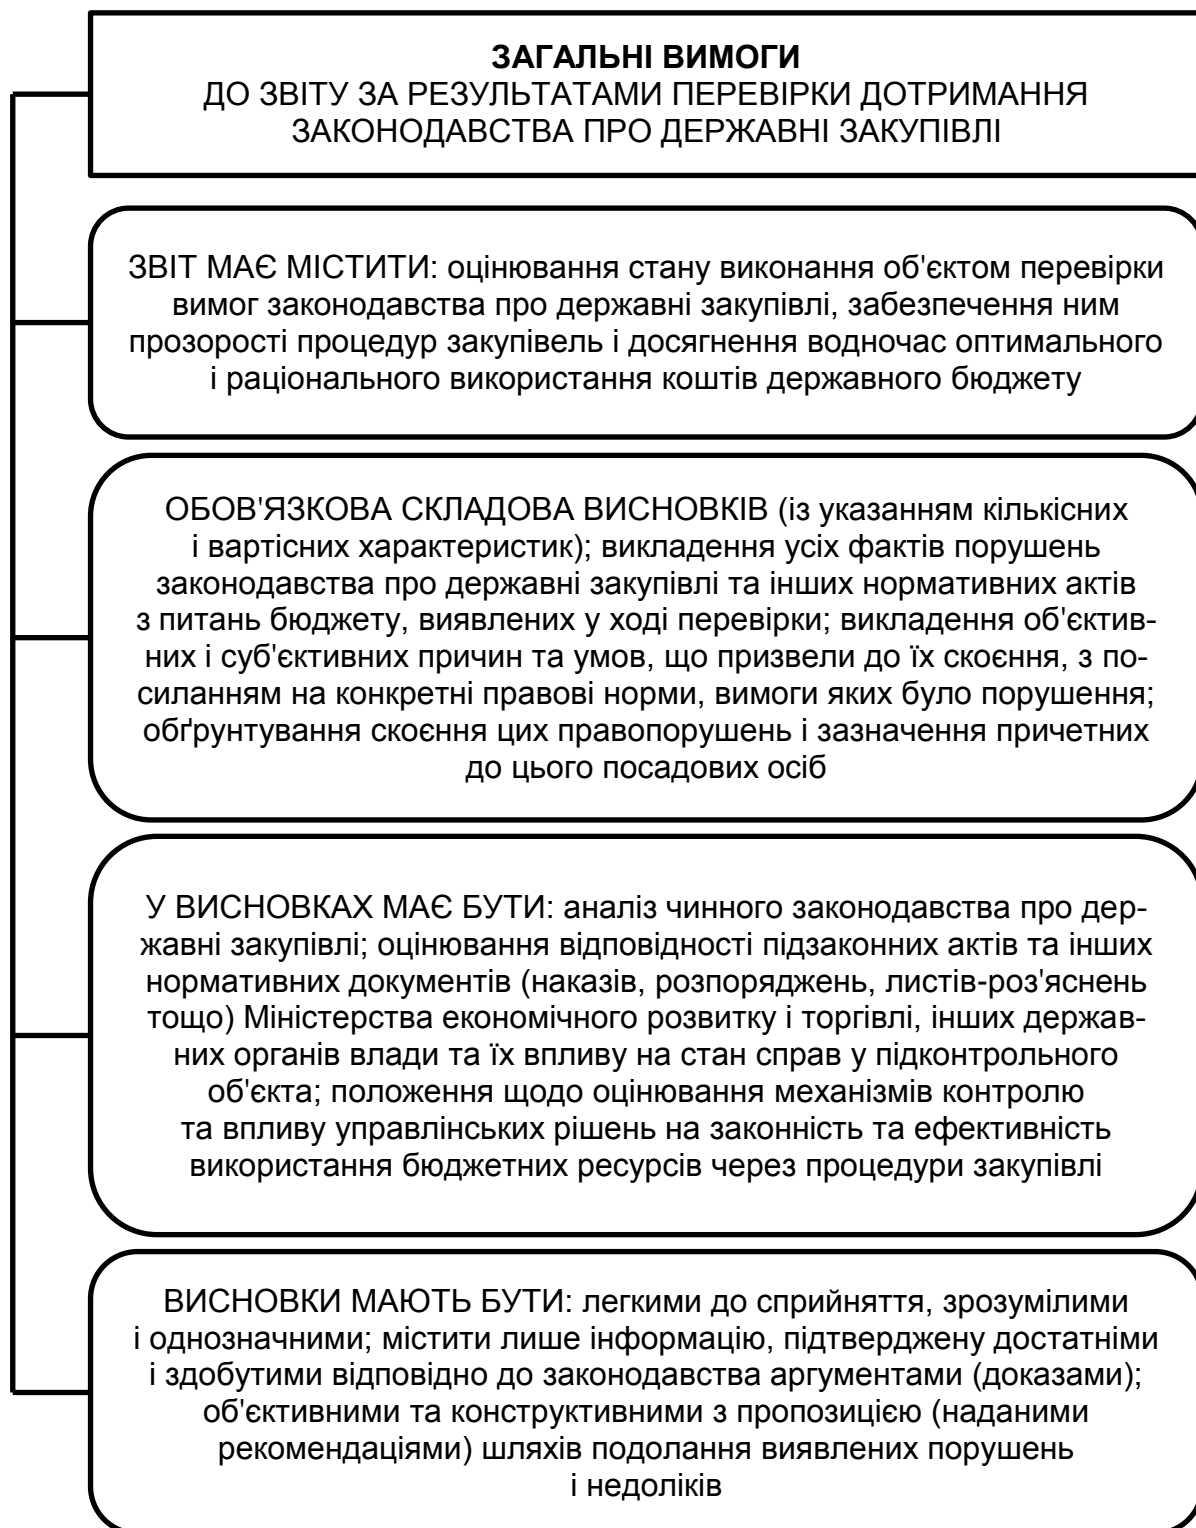 ЗАГАЛЬНІ ВИМОГИ
ДО ЗВІТУ ЗА РЕЗУЛЬТАТАМИ ПЕРЕВІРКИ ДОТРИМАННЯ
ЗАКОНОДАВСТВА ПРО ДЕРЖАВНІ ЗАКУПІВЛІ
ЗВІТ МАЄ МІСТИТИ: оцінювання стану виконання об'єктом перевірки
вимог законодавства про державні закупівлі, забезпечення ним
прозорості процедур закупівель і досягнення водночас оптимального
і раціонального використання коштів державного бюджету
ОБОВ'ЯЗКОВА СКЛАДОВА ВИСНОВКІВ (із указанням кількісних
і вартісних характеристик); викладення усіх фактів порушень
законодавства про державні закупівлі та інших нормативних актів
з питань бюджету, виявлених у ході перевірки; викладення об'єктив-
них і суб'єктивних причин та умов, що призвели до їх скоєння, з по-
силанням на конкретні правові норми, вимоги яких було порушення;
обґрунтування скоєння цих правопорушень і зазначення причетних
до цього посадових осіб
У ВИСНОВКАХ МАЄ БУТИ: аналіз чинного законодавства про дер-
жавні закупівлі; оцінювання відповідності підзаконних актів та інших
нормативних документів (наказів, розпоряджень, листів-роз'яснень
тощо) Міністерства економічного розвитку і торгівлі, інших держав-
них органів влади та їх впливу на стан справ у підконтрольного
об'єкта; положення щодо оцінювання механізмів контролю
та впливу управлінських рішень на законність та ефективність
використання бюджетних ресурсів через процедури закупівлі
ВИСНОВКИ МАЮТЬ БУТИ: легкими до сприйняття, зрозумілими
і однозначними; містити лише інформацію, підтверджену достатніми
і здобутими відповідно до законодавства аргументами (доказами);
об'єктивними та конструктивними з пропозицією (наданими
рекомендаціями) шляхів подолання виявлених порушень
і недоліків